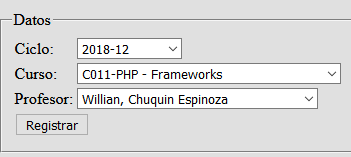 Datos
Ciclo: 2018-12
Curso: C011-PHP - Frameworks
Profesor: Willian, Chuquin Espinoza
Registrar